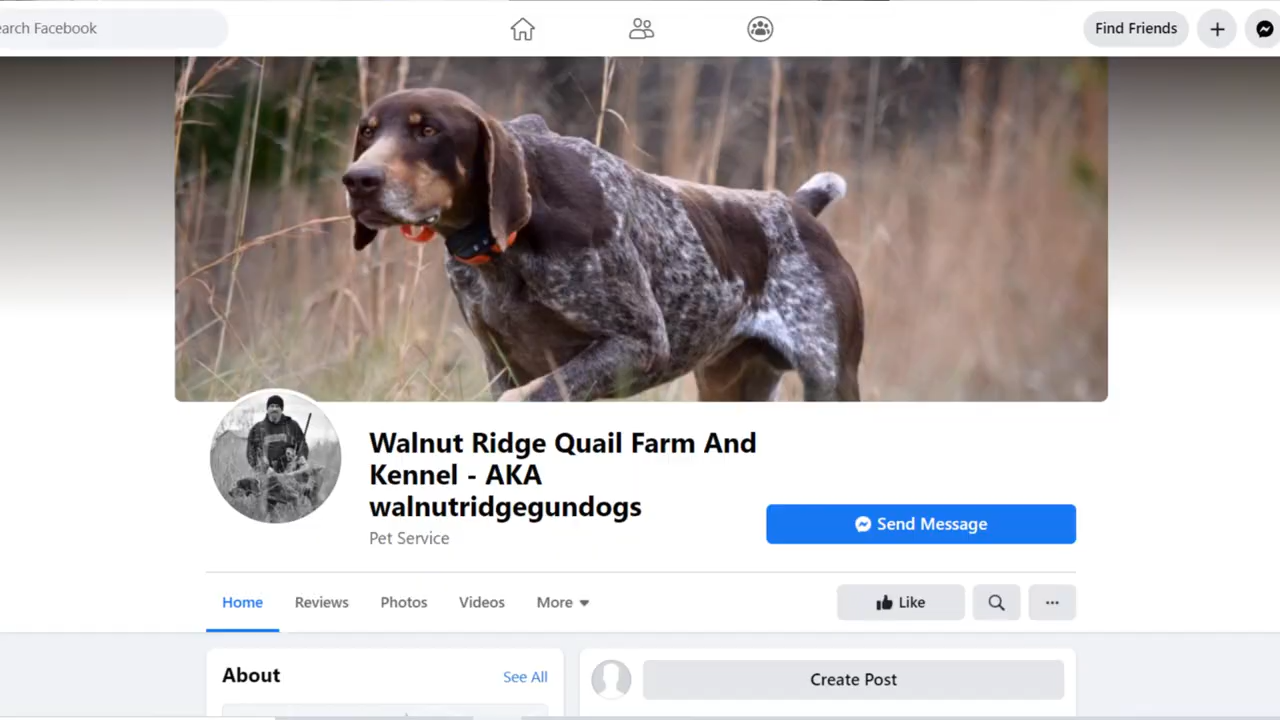 earch Facebook
Find Friends
Walnut Ridge Quail Farm And
Kennel - AKA
walnutridgegundogs
Pet Service
Send Message
Home
Reviews
Photos
Videos
More
Like
About
See All
Create Post